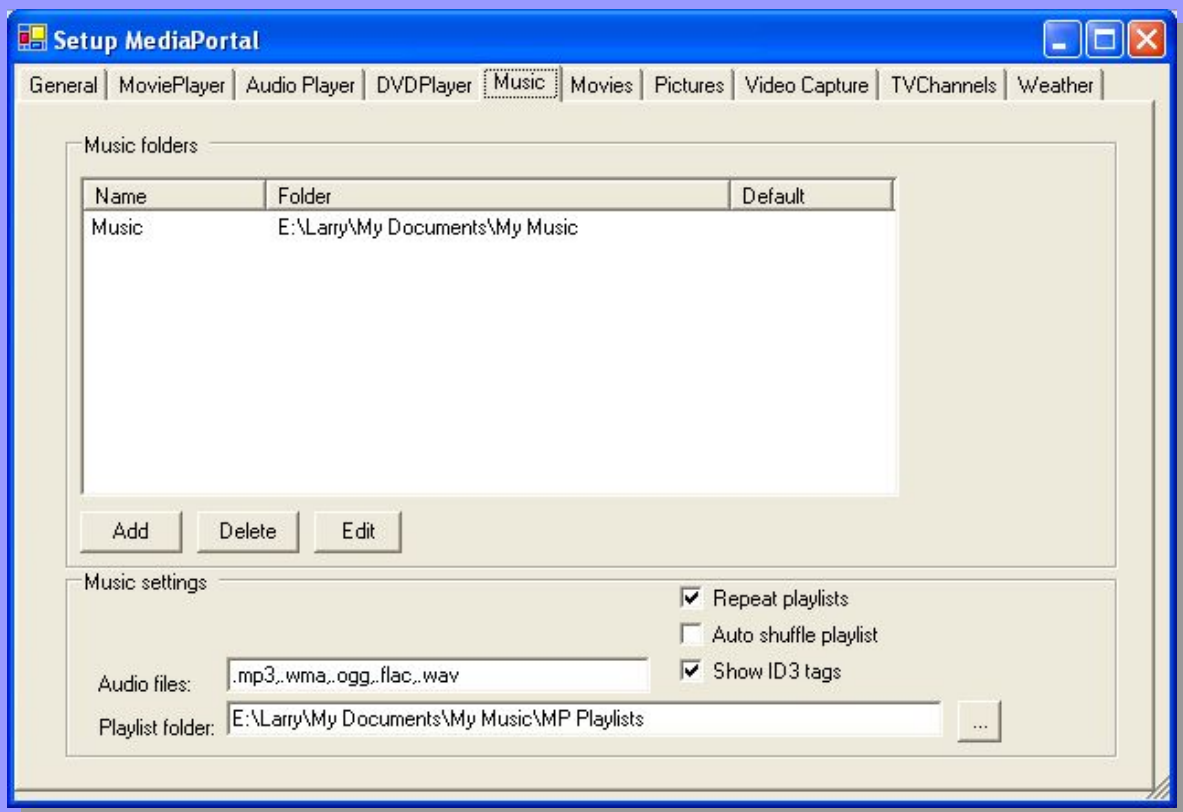 Setup MediaPortal
General MoviePlayer Audio Player DVDPlayer Music Movies Pictures Video Capture TVChannels Weather
Music folders
Name Folder Default
Music E:\Larry\My Documents\My Music
Add Delete Edit
Music settings
Repeat playlists
Auto shuffle playlist
Show ID3 tags
Audio files: .mp3,.wma,.ogg,.flac,.wav
Playlist folder: E:\Larry\My Documents\My Music\MP Playlists ...